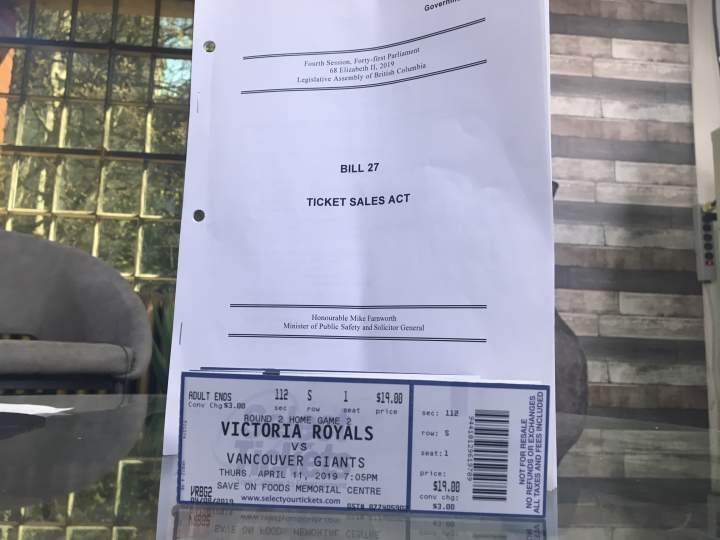 Governm
Fourth Session, Forty-first Parliament
68 Elizabeth II, 2019
Legislative Assembly of British Columbia
BILL 27
TICKET SALES ACT
Honourable Mike Farnworth
Minister of Public Safety and Solicitor General
ADULT ENDS 112 S 1 $19.00
Conv Chg $3.00 sec row seat price
ROUND 2 HOME GAME 2
VICTORIA ROYALS
VS
VANCOUVER GIANTS
THURS. APRIL 11, 2019 7:05PM
VRBG2 SAVE ON FOODS MEMORIAL CENTRE
www.selectyourtickets.com
sec: 112
row: S
seat: 1
price:
$19.00
conv chg:
$3.00
NOT FOR RESALE
NO REFUNDS OR EXCHANGES
ALL TAXES AND FEES INCLUDED